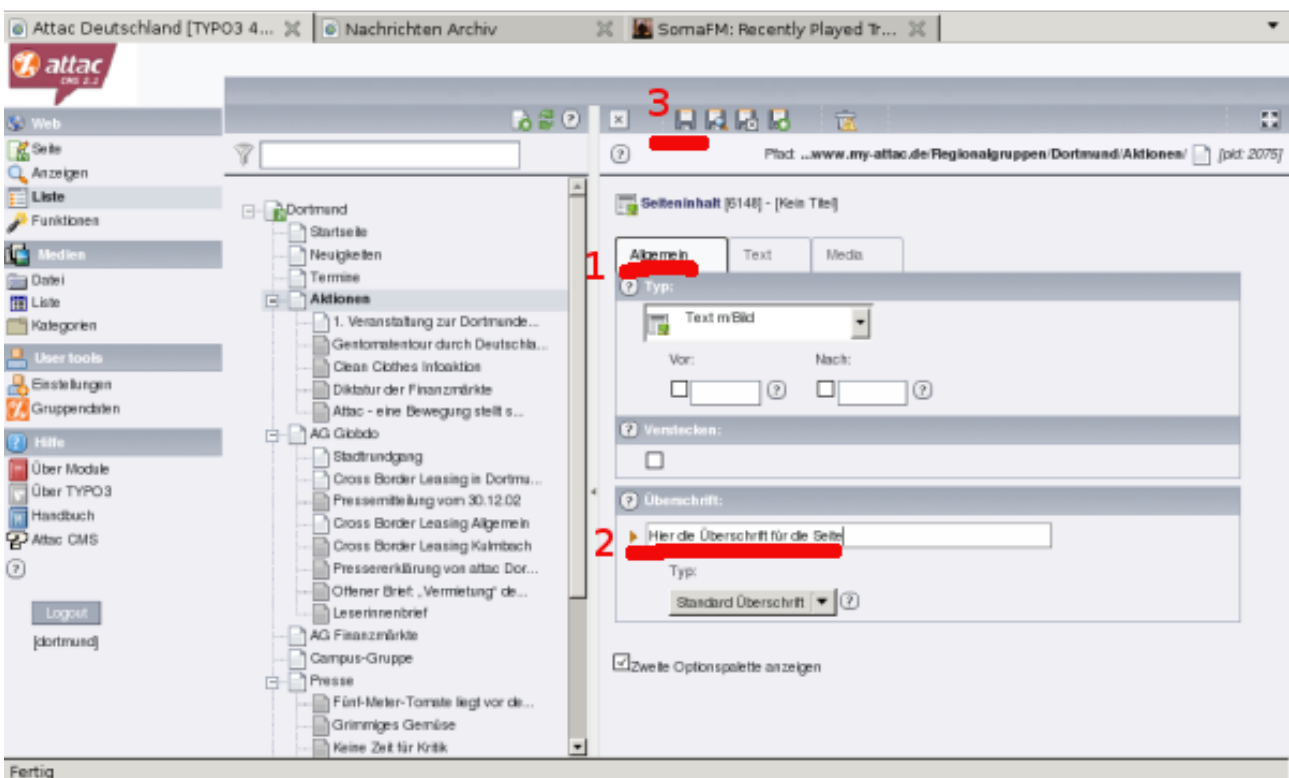 Attac Deutschland [TYPO3 4...
Nachrichten Archiv
SomaFM: Recently Played Tr...
attac
CMS 2.2
Web
Seite
Anzeigen
Liste
Funktionen
Medien
Datei
Liste
Kategorien
User tools
Einstellungen
Gruppendaten
Hilfe
Über Module
Über TYPO3
Handbuch
Attac CMS
Logout
[dortmund]
Dortmund
Startseite
Neuigkeiten
Termine
Aktionen
1. Veranstaltung zur Dortmunde...
Gentomatentour durch Deutschla...
Clean Clothes Infoaktion
Diktatur der Finanzmärkte
Attac - eine Bewegung stellt s...
AG Globdo
Stadtrundgang
Cross Border Leasing in Dortmu...
Pressemitteilung vom 30.12.02
Cross Border Leasing Allgemein
Cross Border Leasing Kulmbach
Pressererklärung von attac Dor...
Offener Brief: „Vermietung“ de...
Leserinnenbrief
AG Finanzmärkte
Campus-Gruppe
Presse
Fünf-Meter-Tomate liegt vor de...
Grimmiges Gemüse
Keine Zeit für Kritik
3
Pfad: ...www.my-attac.de/Regionalgruppen/Dortmund/Aktionen/ [pid: 2075]
Seiteninhalt [6148] - [Kein Titel]
1
Allgemein Text Media
Typ:
Text m/Bild
Vor: Nach:
Verstecken:
Überschrift:
2
Hier die Überschrift für die Seite
Typ:
Standard Überschrift
Zweite Optionspalette anzeigen
Fertig